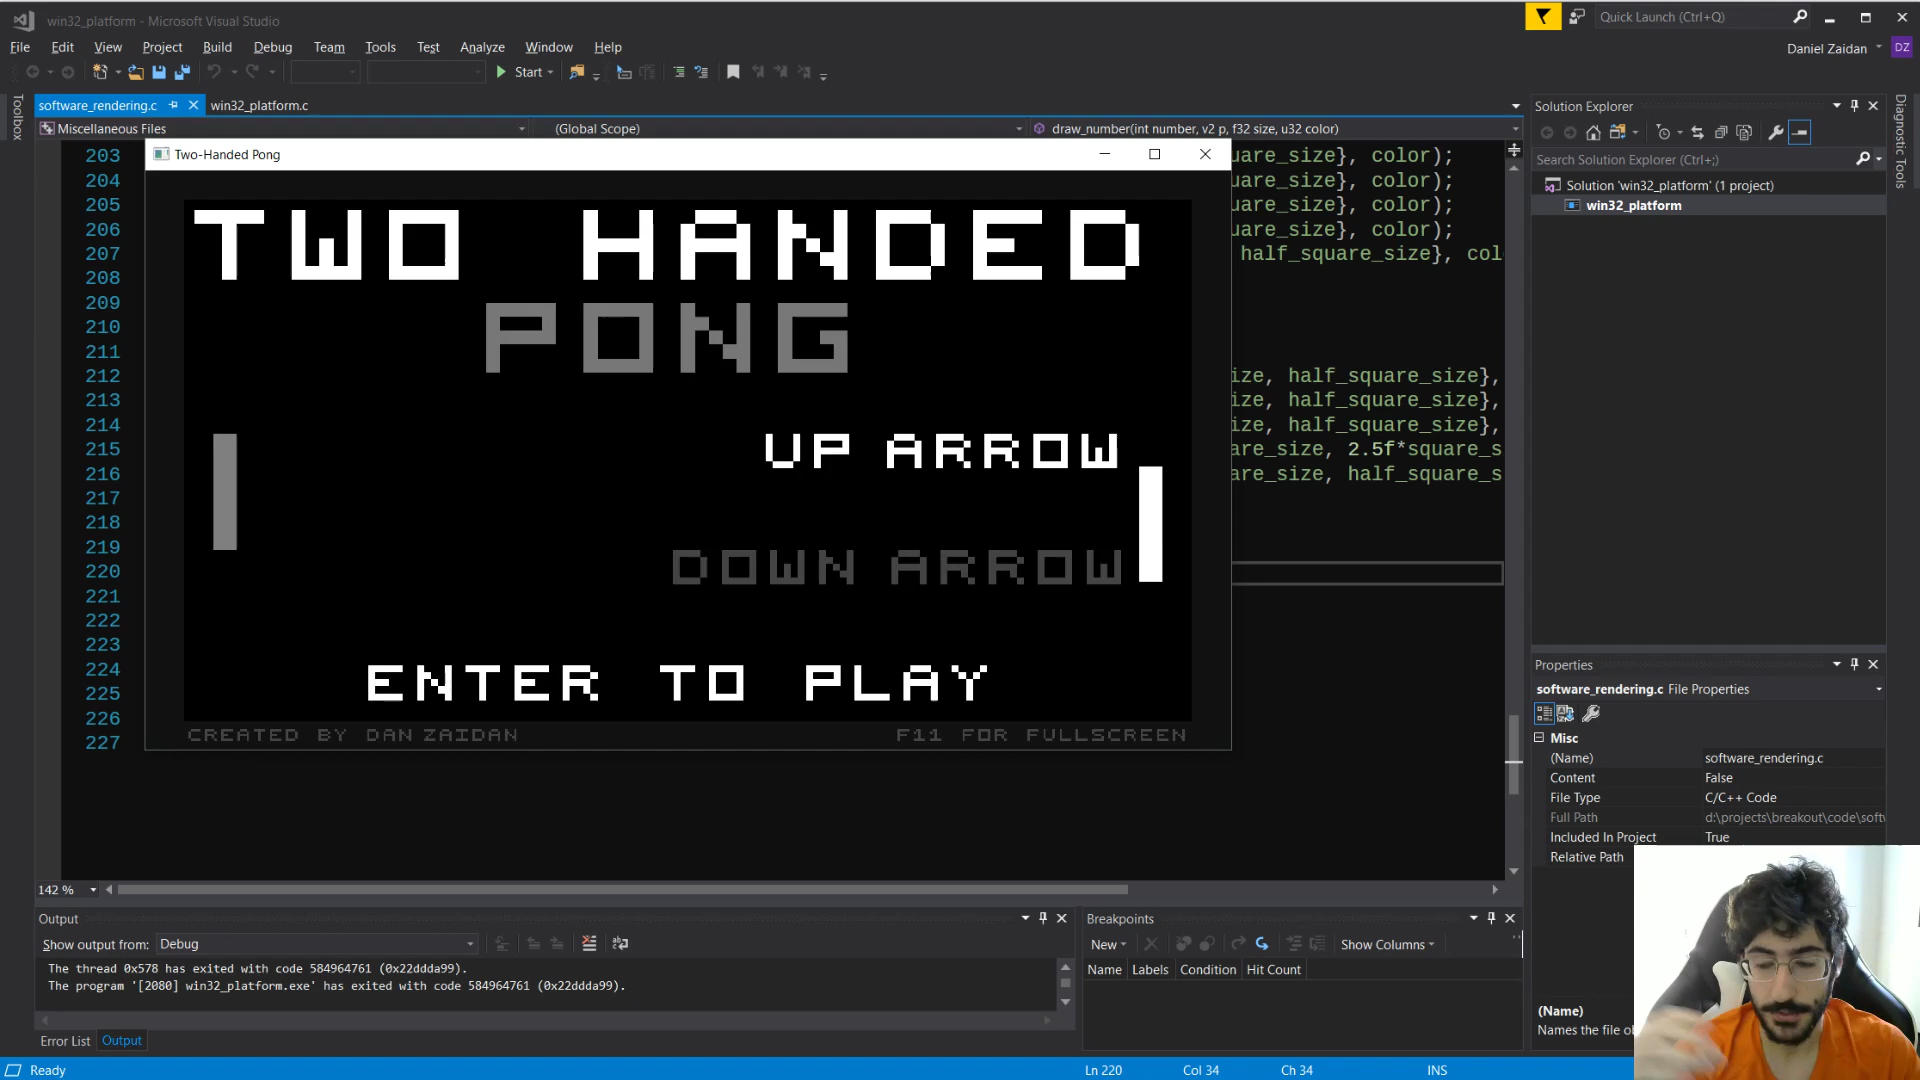 win32_platform - Microsoft Visual Studio
Quick Launch (Ctrl+Q)
File Edit View Project Build Debug Team Tools Test Analyze Window Help
Daniel Zaidan DZ
Start
Toolbox
software_rendering.c win32_platform.c
Miscellaneous Files (Global Scope) draw_number(int number, v2 p, f32 size, u32 color)
Two-Handed Pong
203 uare_size}, color);
204 uare_size}, color);
205 uare_size}, color);
206 uare_size}, color);
207 half_square_size}, col
208
209
210
211
212 ize, half_square_size},
213 ize, half_square_size},
214 ize, half_square_size},
215 are_size, 2.5f*square_s
216 are_size, half_square_s
217
218
219
220
221
222
223
224
225
226
227
TWO HANDED
PONG
UP ARROW
DOWN ARROW
ENTER TO PLAY
CREATED BY DAN ZAIDAN F11 FOR FULLSCREEN
142 %
Solution Explorer
Search Solution Explorer (Ctrl+;)
Solution 'win32_platform' (1 project)
win32_platform
Diagnostic Tools
Properties
software_rendering.c File Properties
Misc
(Name) software_rendering.c
Content False
File Type C/C++ Code
Full Path d:\projects\breakout\code\soft
Included In Project True
Relative Path
(Name)
Names the file o
Output
Show output from: Debug
The thread 0x578 has exited with code 584964761 (0x22ddda99).
The program '[2080] win32_platform.exe' has exited with code 584964761 (0x22ddda99).
Error List Output
Breakpoints
New Show Columns
Name Labels Condition Hit Count
Ready Ln 220 Col 34 Ch 34 INS